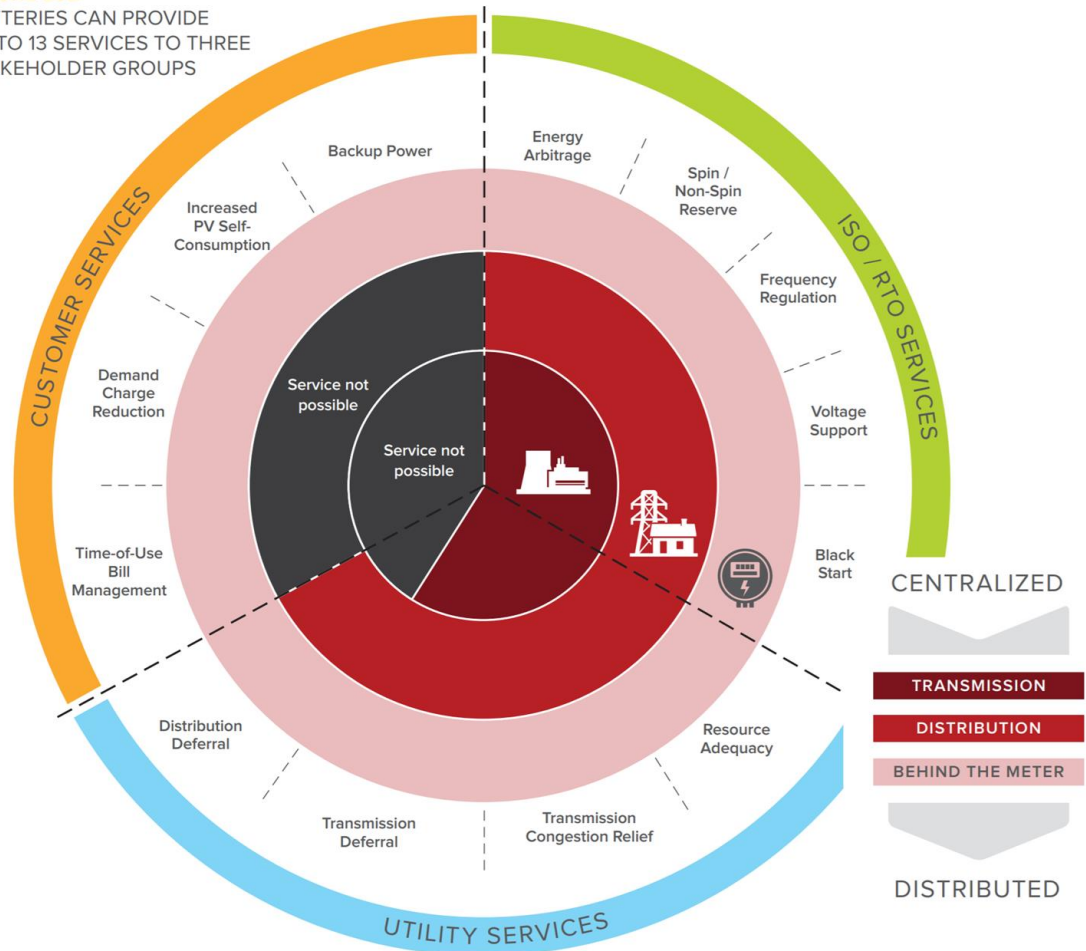 TERIES CAN PROVIDE
TO 13 SERVICES TO THREE
KEHOLDER GROUPS
CUSTOMER SERVICES
ISO / RTO SERVICES
UTILITY SERVICES
Backup Power
Increased
PV Self-
Consumption
Demand
Charge
Reduction
Time-of-Use
Bill
Management
Energy
Arbitrage
Spin /
Non-Spin
Reserve
Frequency
Regulation
Voltage
Support
Black
Start
Resource
Adequacy
Transmission
Congestion Relief
Transmission
Deferral
Distribution
Deferral
Service not
possible
Service not
possible
CENTRALIZED
TRANSMISSION
DISTRIBUTION
BEHIND THE METER
DISTRIBUTED